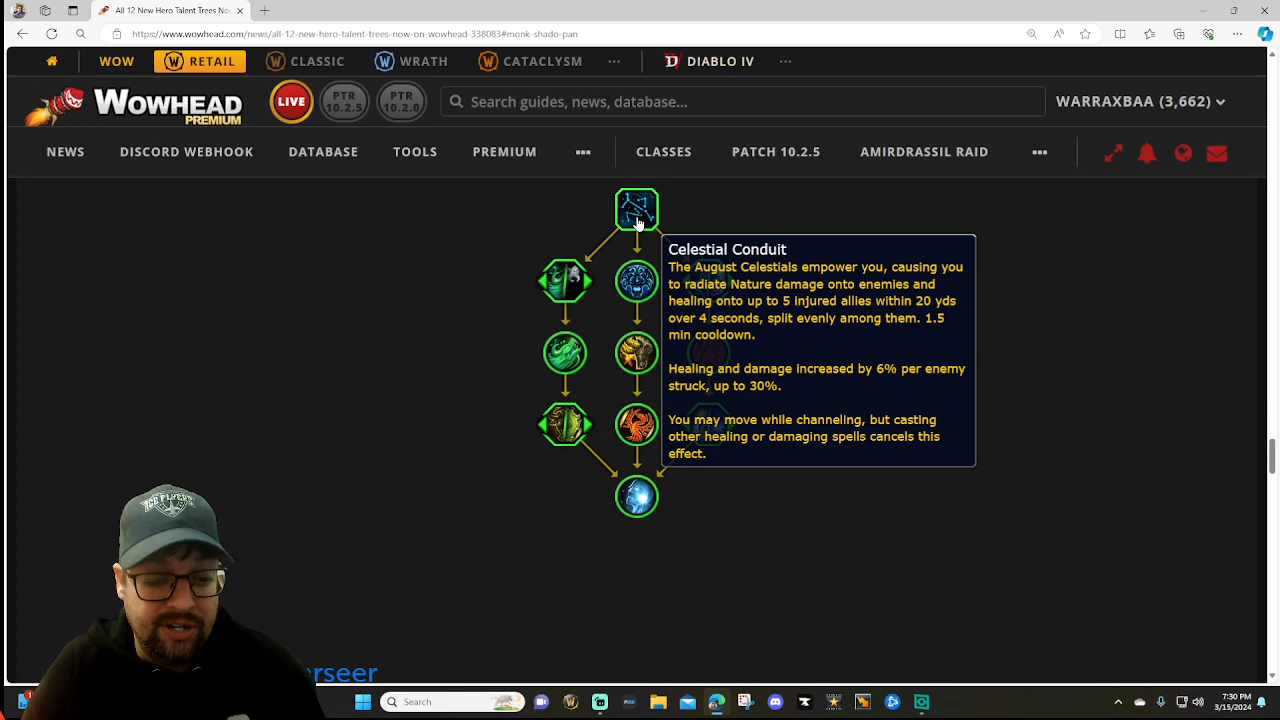 All 12 New Hero Talent Trees No
https://www.wowhead.com/news/all-12-new-hero-talent-trees-now-on-wowhead-338083#monk-shado-pan
WOW
RETAIL
CLASSIC
WRATH
CATACLYSM
DIABLO IV
WOWHEAD
PREMIUM
LIVE
PTR
10.2.5
PTR
10.2.0
Search guides, news, database...
WARRAXBAA (3,662)
NEWS
DISCORD WEBHOOK
DATABASE
TOOLS
PREMIUM
CLASSES
PATCH 10.2.5
AMIRDRASSIL RAID
Celestial Conduit
The August Celestials empower you, causing you
to radiate Nature damage onto enemies and
healing onto up to 5 injured allies within 20 yds
over 4 seconds, split evenly among them. 1.5
min cooldown.
Healing and damage increased by 6% per enemy
struck, up to 30%.
You may move while channeling, but casting
other healing or damaging spells cancels this
effect.
erseer
Search
7:30 PM
3/15/2024